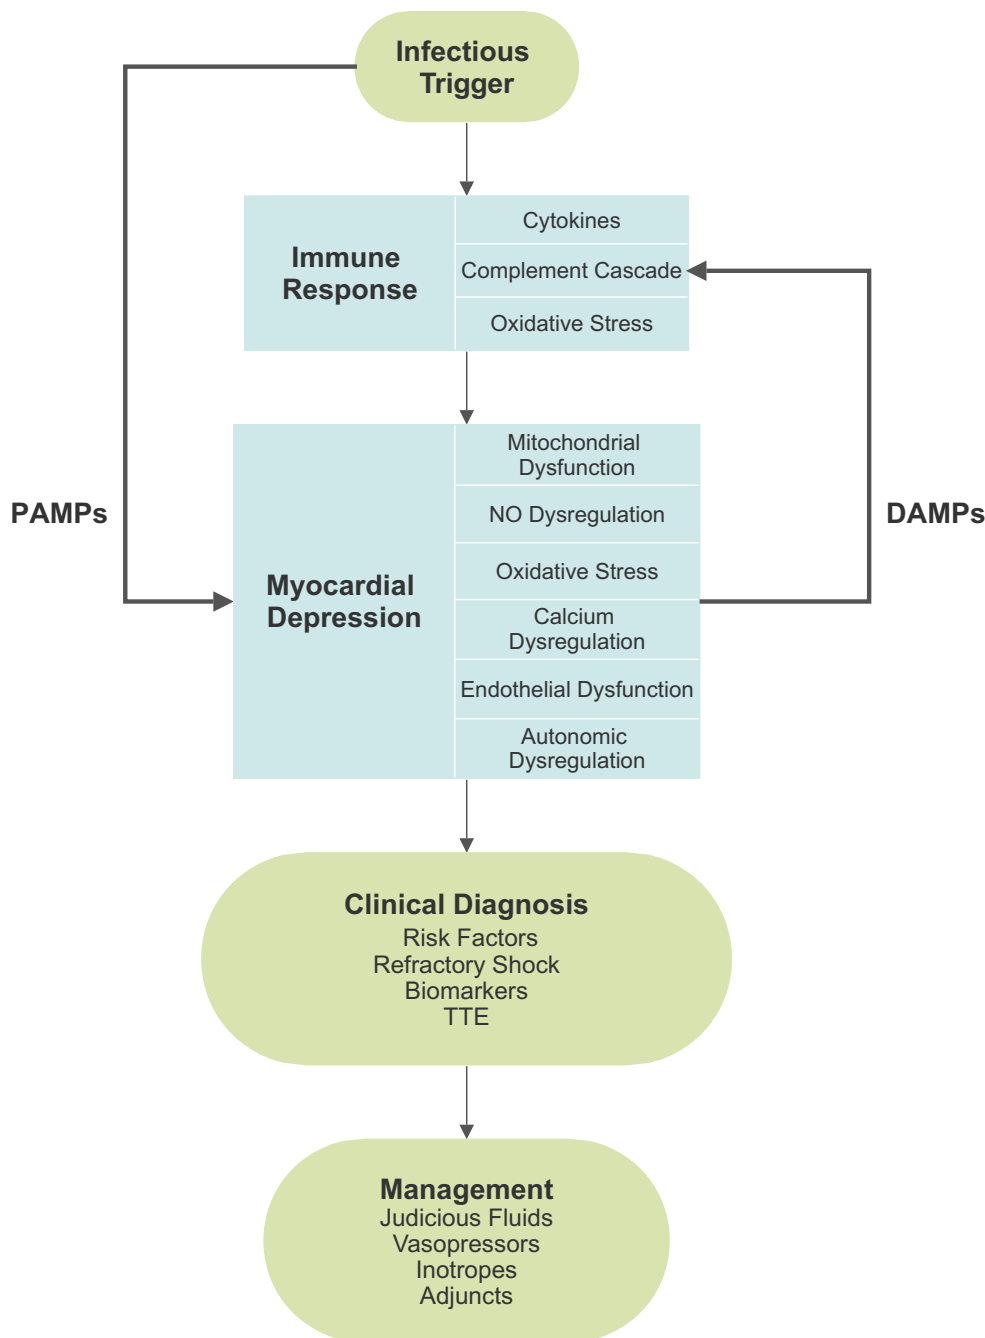 Infectious
Trigger
Immune
Response
Cytokines
Complement Cascade
Oxidative Stress
PAMPs
DAMPs
Myocardial
Depression
Mitochondrial
Dysfunction
NO Dysregulation
Oxidative Stress
Calcium
Dysregulation
Endothelial Dysfunction
Autonomic
Dysregulation
Clinical Diagnosis
Risk Factors
Refractory Shock
Biomarkers
TTE
Management
Judicious Fluids
Vasopressors
Inotropes
Adjuncts